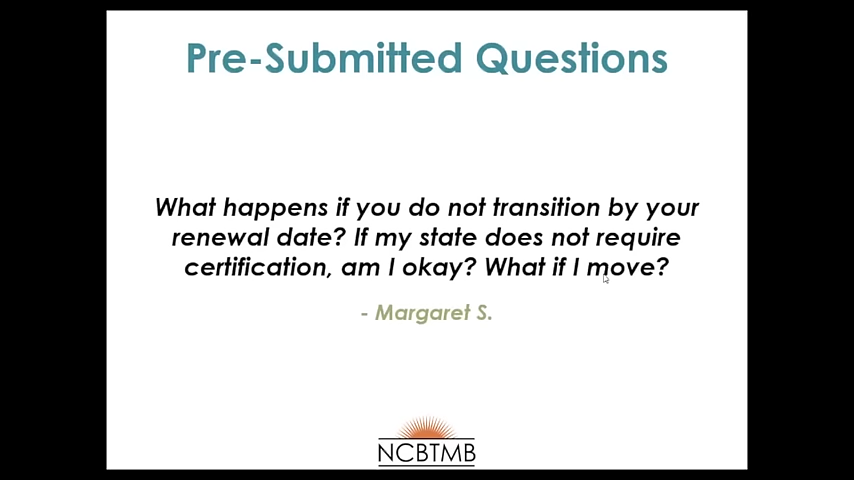 Pre-Submitted Questions
What happens if you do not transition by your
renewal date? If my state does not require
certification, am I okay? What if I move?
- Margaret S.
NCBTMB